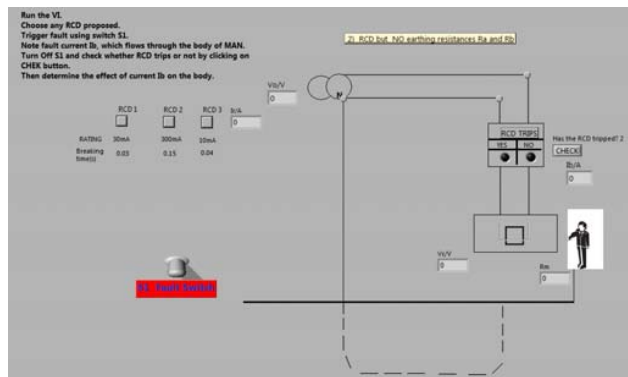 Run the VI.
Choose any RCD proposed.
Trigger fault using switch S1.
Note fault current Ib, which flows through the body of MAN.
Turn Off S1 and check whether RCD trips or not by clicking on
CHEK button.
Then determine the effect of current Ib on the body.
2) RCD but NO earthing resistances Ra and Rb
Vo/V
0
N
RCD 1 RCD 2 RCD 3
0
RATING 30mA 300mA 10mA
Breaking
time(s) 0.03 0.15 0.04
RCD TRIPS
YES NO
Has the RCD tripped? 2
CHECK
Ib/A
0
0
Rm
0
S1. Fault Switch